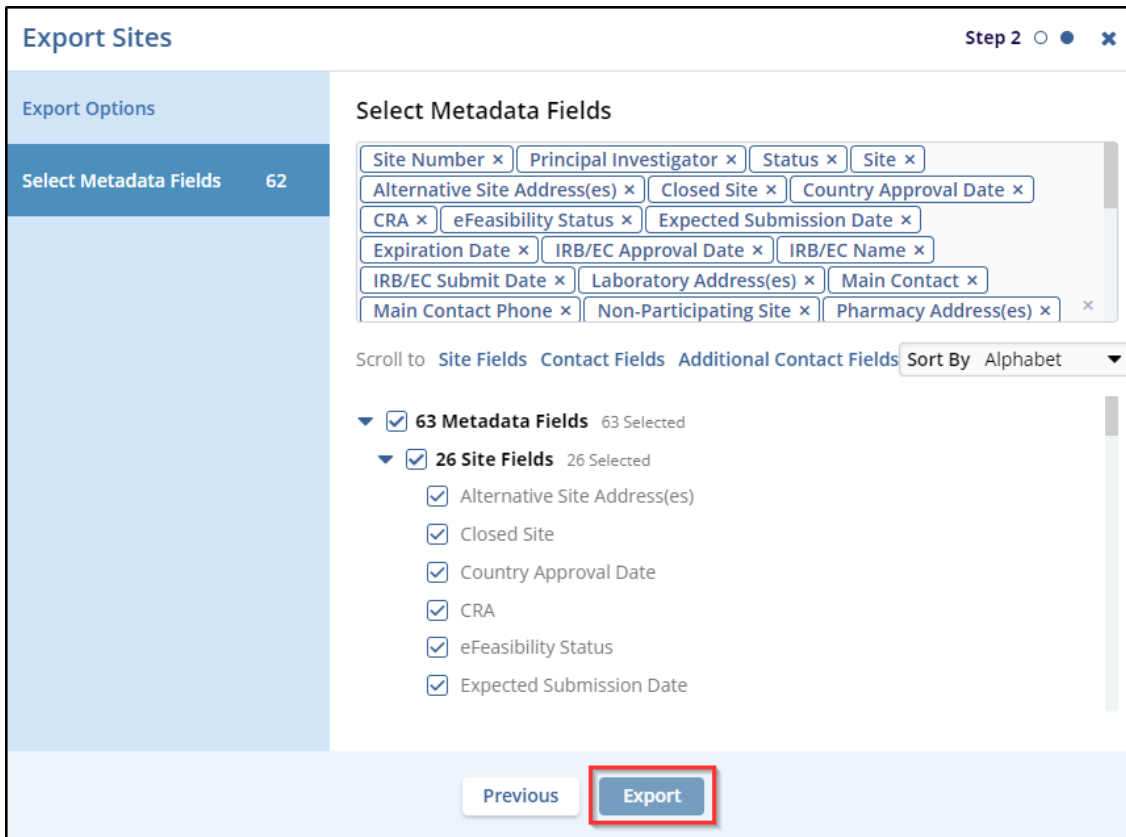 Export Sites
Step 2
Export Options
Select Metadata Fields 62
Select Metadata Fields
Site Number × Principal Investigator × Status × Site ×
Alternative Site Address(es) × Closed Site × Country Approval Date ×
CRA × eFeasibility Status × Expected Submission Date ×
Expiration Date × IRB/EC Approval Date × IRB/EC Name ×
IRB/EC Submit Date × Laboratory Address(es) × Main Contact ×
Main Contact Phone × Non-Participating Site × Pharmacy Address(es) ×
Scroll to Site Fields Contact Fields Additional Contact Fields Sort By Alphabet
63 Metadata Fields 63 Selected
26 Site Fields 26 Selected
Alternative Site Address(es)
Closed Site
Country Approval Date
CRA
eFeasibility Status
Expected Submission Date
Previous Export